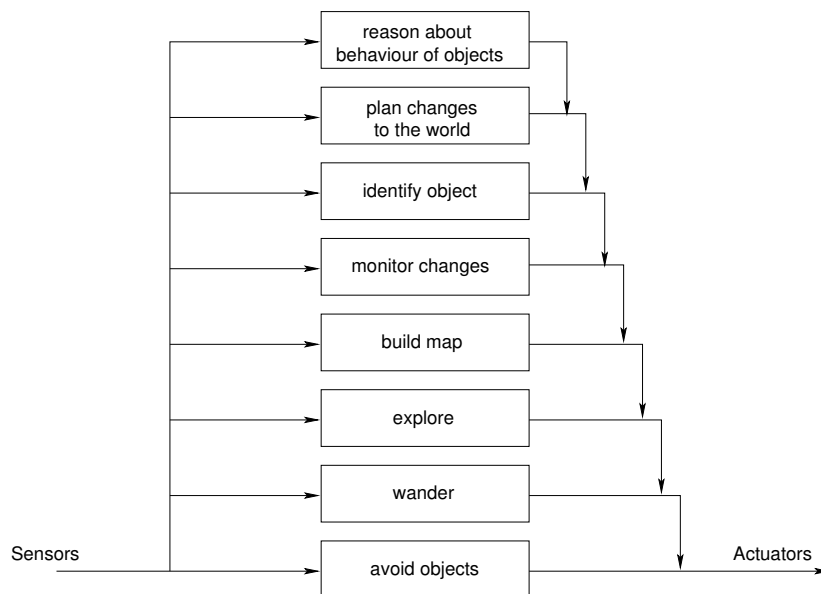 reason about
behaviour of objects
plan changes
to the world
identify object
monitor changes
build map
explore
wander
Sensors
Actuators
avoid objects